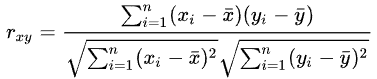 r_{xy} = \frac{\sum_{i=1}^{n}(x_i - \bar{x})(y_i - \bar{y})}{\sqrt{\sum_{i=1}^{n}(x_i - \bar{x})^2}\sqrt{\sum_{i=1}^{n}(y_i - \bar{y})^2}}